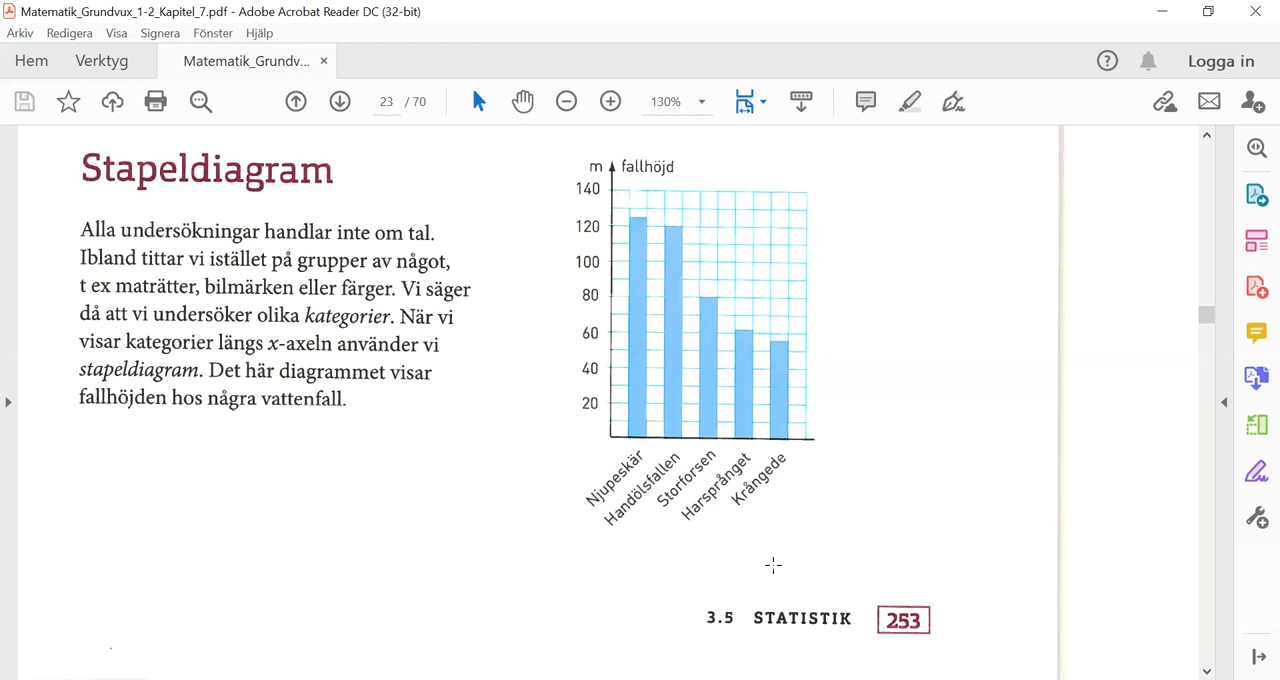 Matematik_Grundvux_1-2_Kapitel_7.pdf - Adobe Acrobat Reader DC (32-bit)
Arkiv Redigera Visa Signera Fönster Hjälp
Hem Verktyg Matematik_Grundv... × Logga in
23 / 70 130%
Stapeldiagram
Alla undersökningar handlar inte om tal.
Ibland tittar vi istället på grupper av något,
t ex maträtter, bilmärken eller färger. Vi säger
då att vi undersöker olika kategorier. När vi
visar kategorier längs x-axeln använder vi
stapeldiagram. Det här diagrammet visar
fallhöjden hos några vattenfall.
m fallhöjd
140
120
100
80
60
40
20
Njupeskär
Handölsfallen
Storforsen
Harsprånget
Krångede
3.5 STATISTIK 253